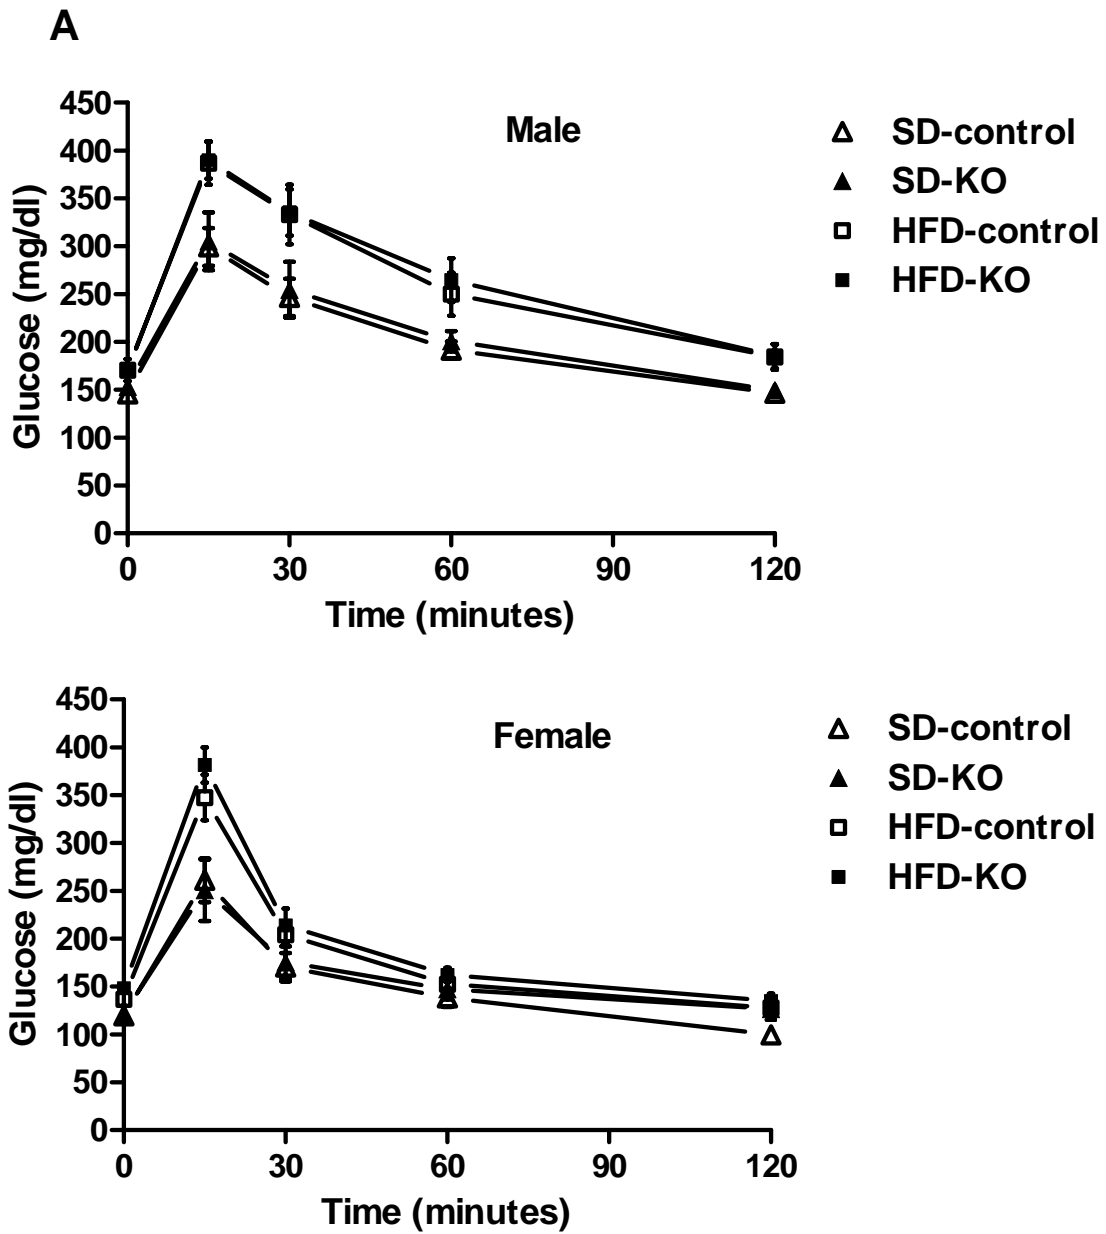 A
Male
450
400
350
300
250
200
150
100
50
0
Glucose (mg/dl)
0 30 60 90 120
Time (minutes)
SD-control
SD-KO
HFD-control
HFD-KO
Female
450
400
350
300
250
200
150
100
50
0
Glucose (mg/dl)
0 30 60 90 120
Time (minutes)
SD-control
SD-KO
HFD-control
HFD-KO